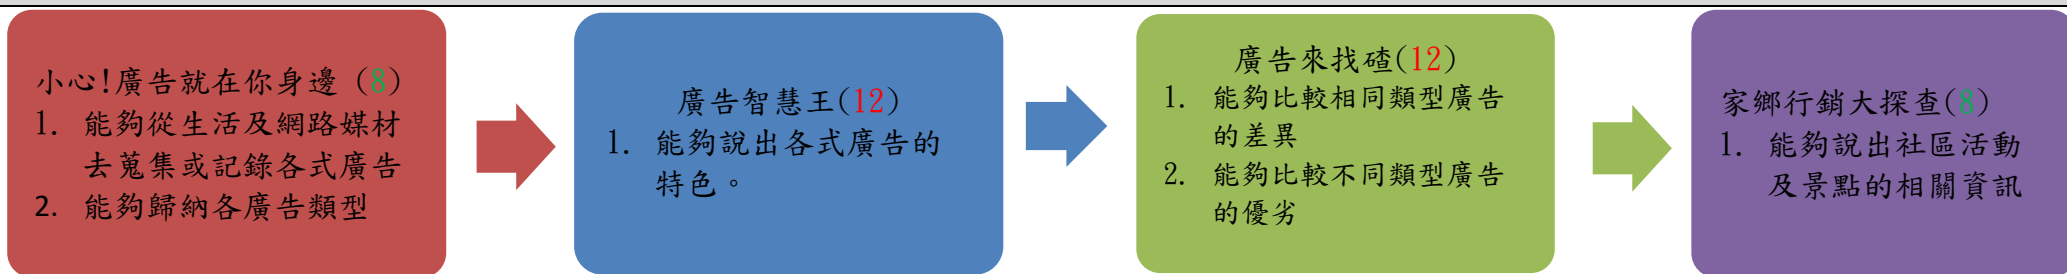 小心!廣告就在你身邊 (8)
1. 能夠從生活及網路媒材
去蒐集或記錄各式廣告
2. 能夠歸納各廣告類型
廣告智慧王(12)
1. 能夠說出各式廣告的
特色。
廣告來找碴(12)
1. 能夠比較相同類型廣告
的差異
2. 能夠比較不同類型廣告
的優劣
家鄉行銷大探查(8)
1. 能夠說出社區活動
及景點的相關資訊